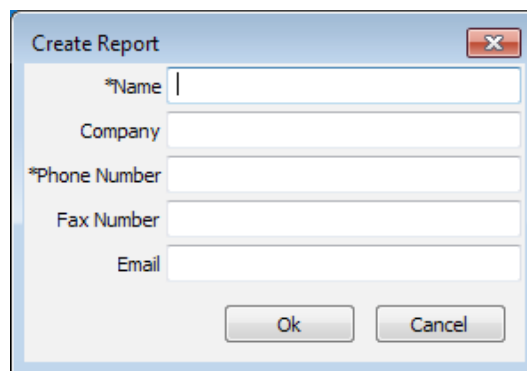 Create Report
*Name
Company
*Phone Number
Fax Number
Email
Ok Cancel